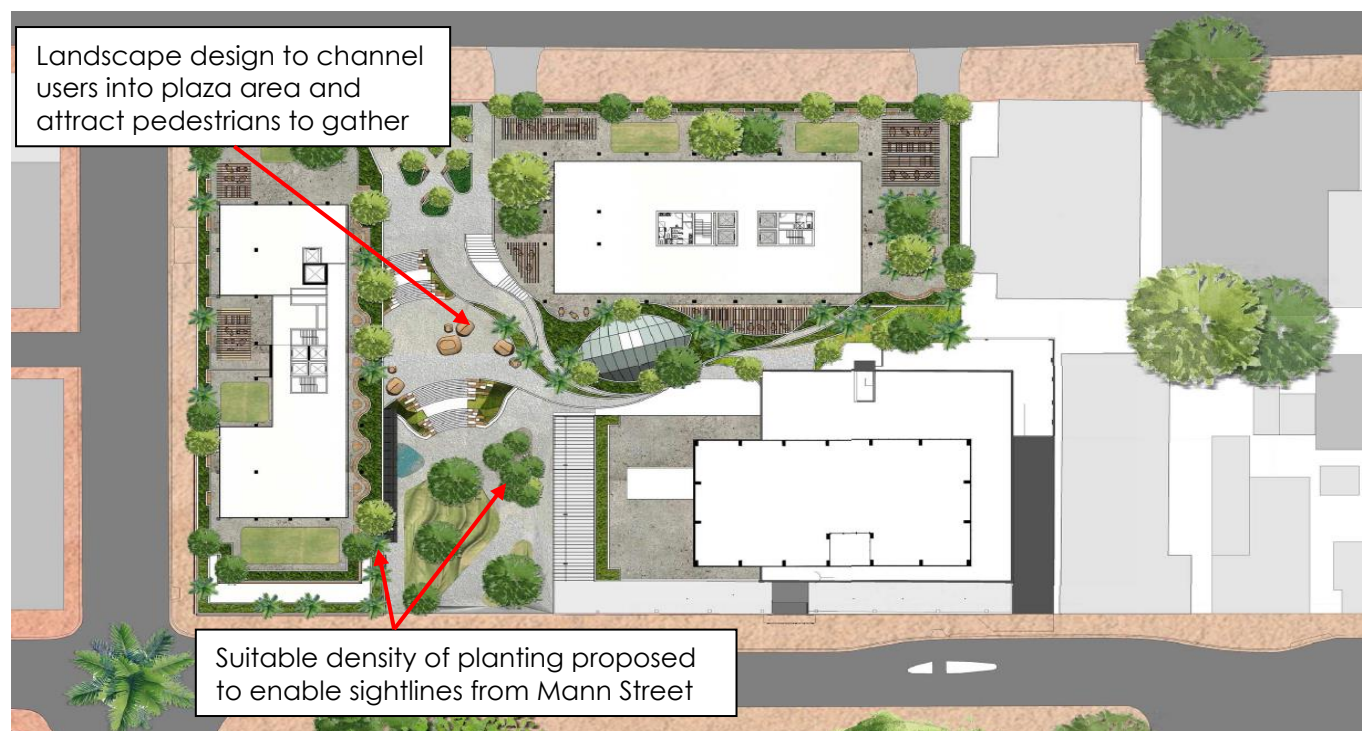 Landscape design to channel
users into plaza area and
attract pedestrians to gather
Suitable density of planting proposed
to enable sightlines from Mann Street